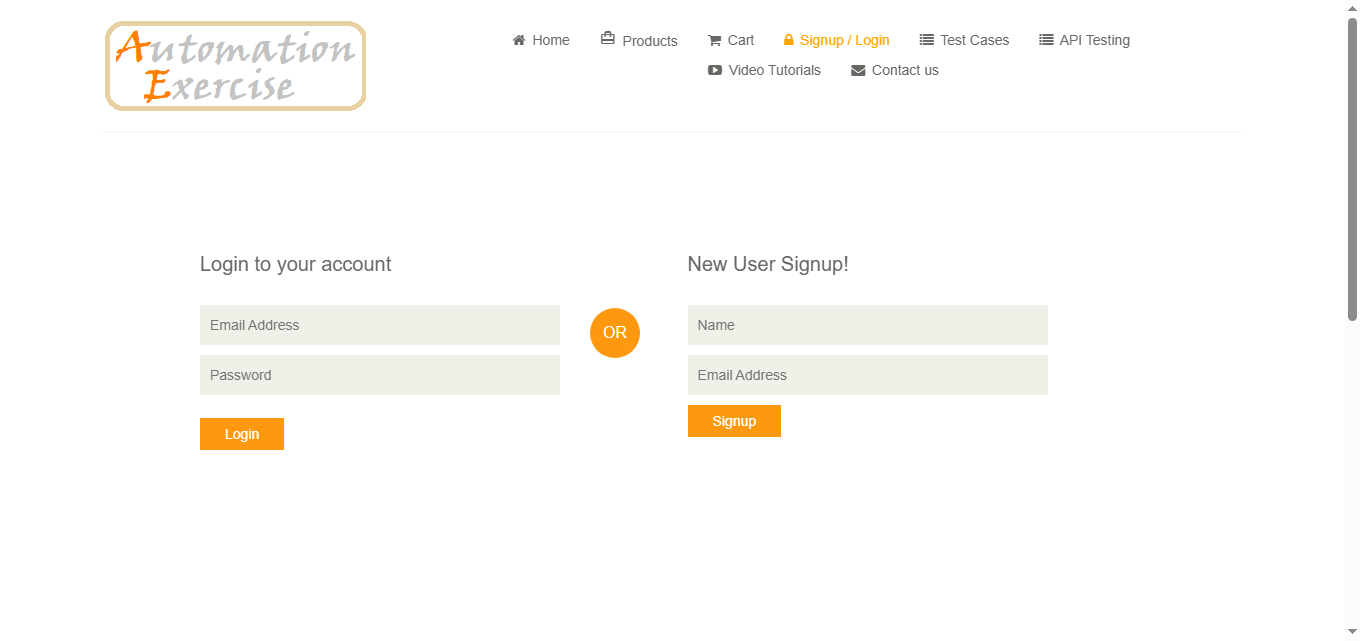 Automation
Exercise
Home Products Cart Signup / Login Test Cases API Testing
Video Tutorials Contact us
Login to your account
Email Address
Password
Login
OR
New User Signup!
Name
Email Address
Signup